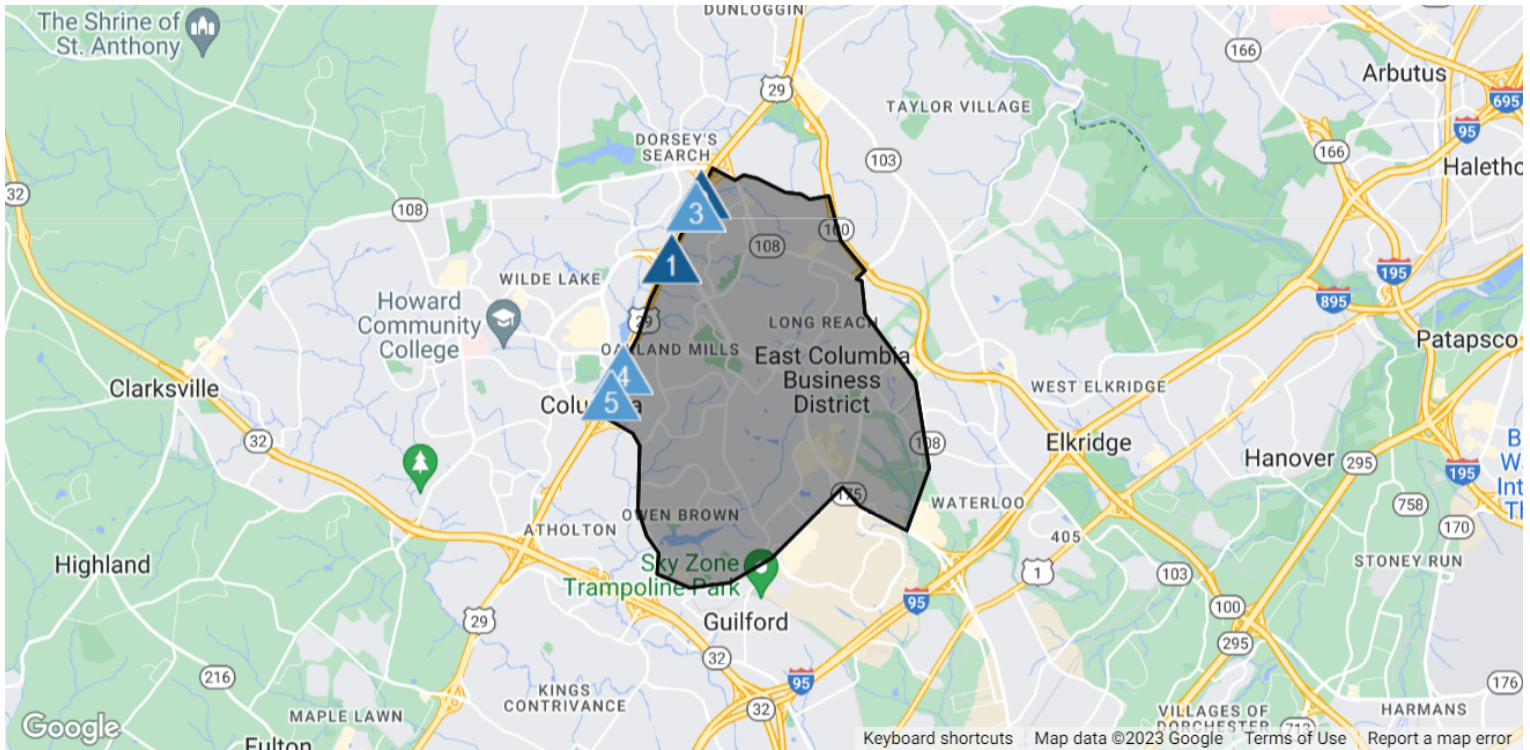 DUNLOGGIN
The Shrine of
St. Anthony
166
Arbutus
29
695
TAYLOR VILLAGE
95
DORSEY'S
SEARCH
103
166
32
108
3
100
108
1
WILDE LAKE
195
895
Howard
Community
College
29
LONG REACH
OAKLAND MILLS
East Columbia
Business
District
Patapsco
4
Clarksville
WEST ELKRIDGE
5
32
108
Elkridge
Hanover
295
195
175
WATERLOO
758
OWEN BROWN
ATHOLTON
170
405
Highland
Sky Zone
Trampoline Park
STONEY RUN
1
103
95
100
29
Guilford
295
32
216
95
176
KINGS
CONTRIVANCE
32
MAPLE LAWN
VILLAGES OF
DORCHESTER
HARMANS
713
Google
Fulton
Keyboard shortcuts
Map data ©2023 Google
Terms of Use
Report a map error